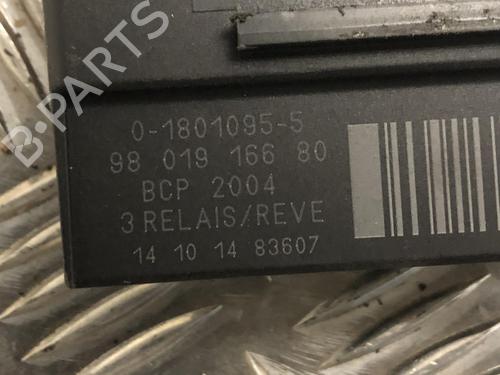 B-PARTS
0-1801095-5
98 019 166 80
BCP 2004
3 RELAIS/REVE
14 10 14 83607